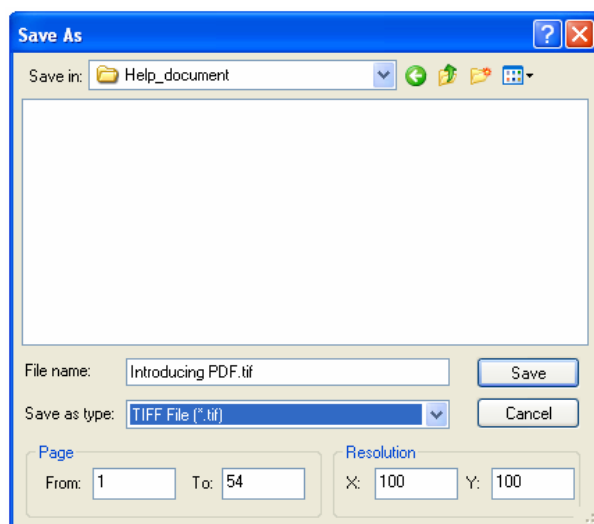 Save As
Save in: Help_document
File name: Introducing PDF.tif Save
Save as type: TIFF File (*.tif) Cancel
Page Resolution
From: 1 To: 54 X: 100 Y: 100